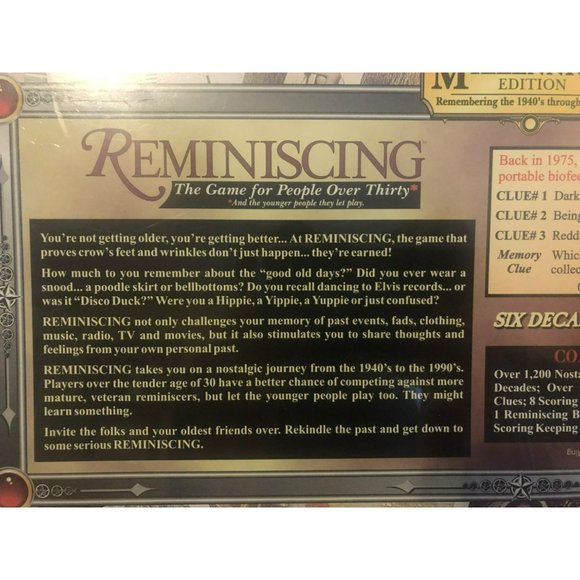 EDITION
Remembering the 1940's through
REMINISCING
The Game for People Over Thirty*
*And the younger people they let play.
You're not getting older, you're getting better... At REMINISCING, the game that
proves crow's feet and wrinkles don't just happen... they're earned!
How much to you remember about the "good old days?" Did you ever wear a
snood... a poodle skirt or bellbottoms? Do you recall dancing to Elvis records... or
was it "Disco Duck?" Were you a Hippie, a Yippie, a Yuppie or just confused?
REMINISCING not only challenges your memory of past events, fads, clothing,
music, radio, TV and movies, but it also stimulates you to share thoughts and
feelings from your own personal past.
REMINISCING takes you on a nostalgic journey from the 1940's to the 1990's.
Players over the tender age of 30 have a better chance of competing against more
mature, veteran reminiscers, but let the younger people play too. They might
learn something.
Invite the folks and your oldest friends over. Rekindle the past and get down to
some serious REMINISCING.
Back in 1975,
portable biofee
CLUE# 1 Dark
CLUE# 2 Being
CLUE# 3 Redd
Memory Whic
Clue collec
SIX DECA
CO
Over 1,200 Nosta
Decades; Over
Clues; 8 Scoring
1 Reminiscing B
Scoring Keeping